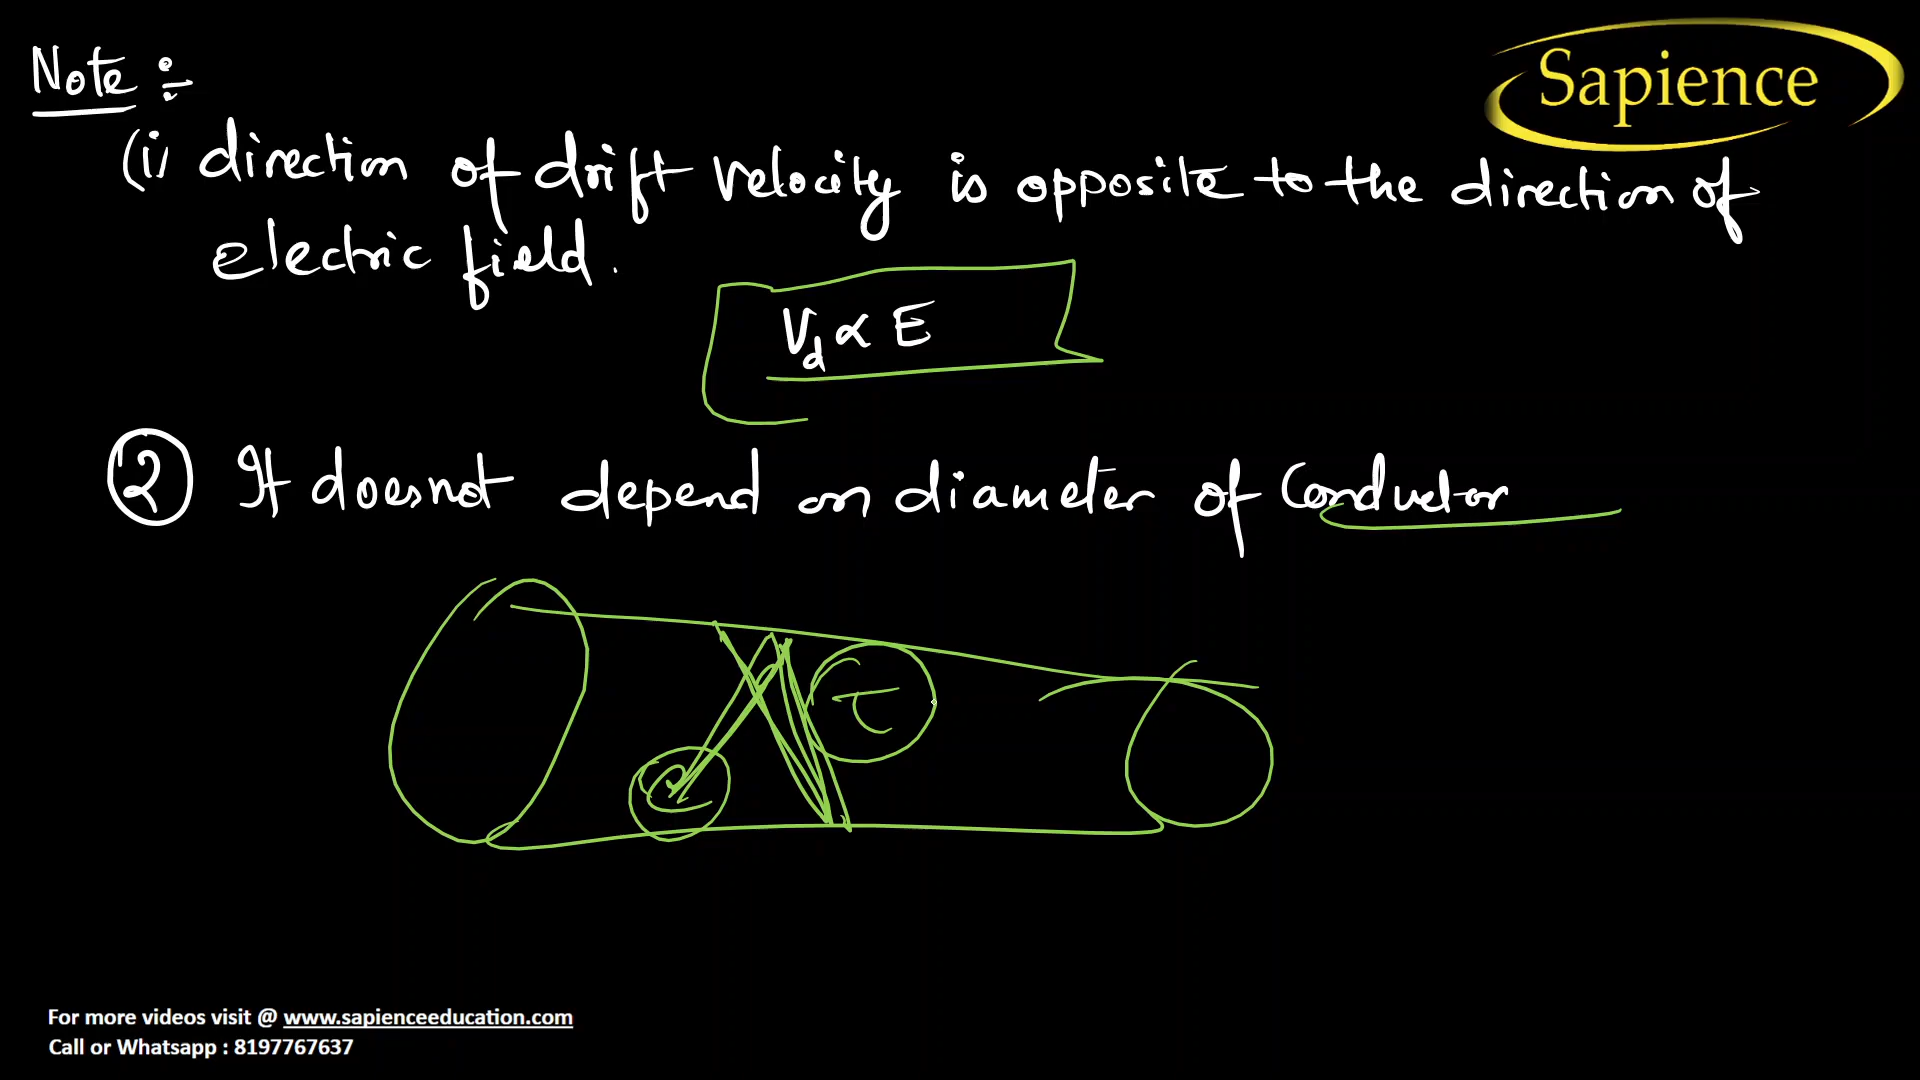 Note :-
Sapience
(i) direction of drift velocity is opposite to the direction of
electric field.
Vd ∝ E
② It doesnot depend on diameter of Conductor
τ
e
For more videos visit @ www.sapienceeducation.com
Call or Whatsapp : 8197767637